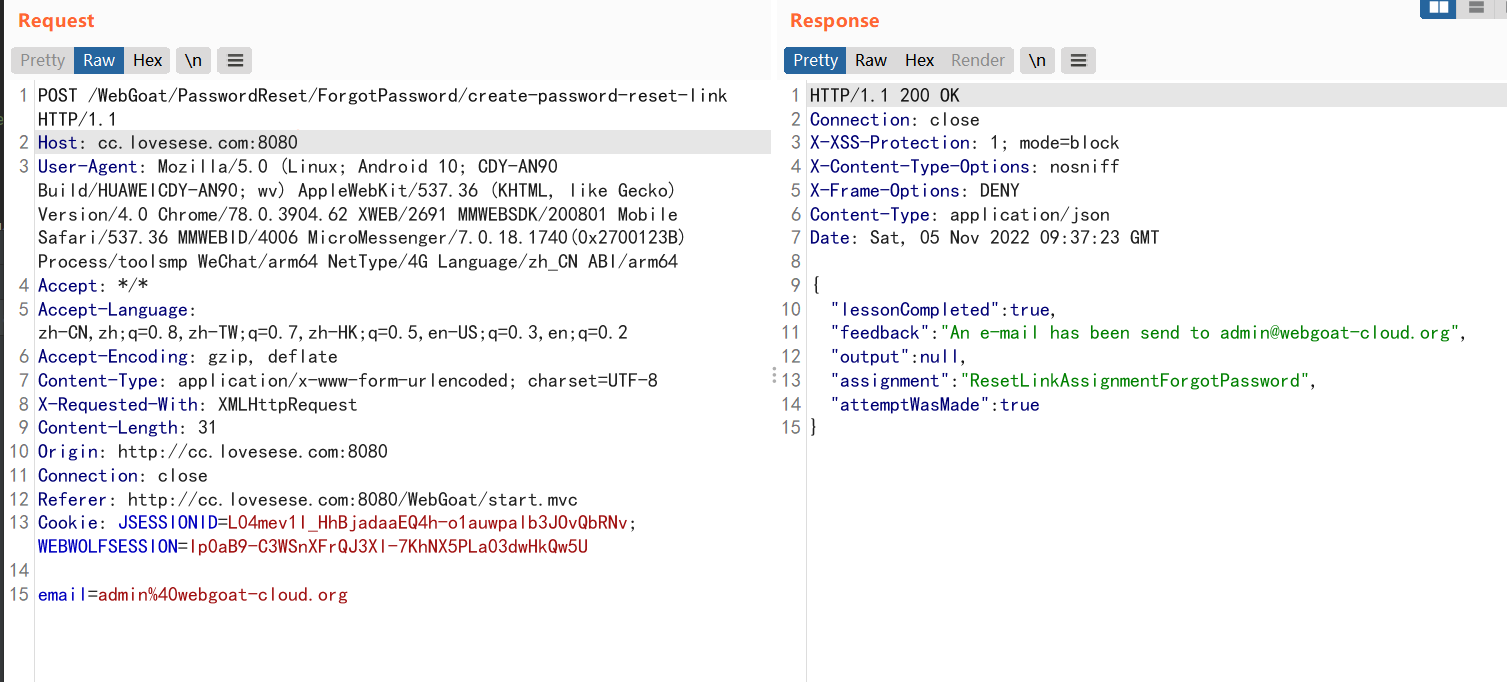 Request
Pretty Raw Hex \n
1 POST /WebGoat/PasswordReset/ForgotPassword/create-password-reset-link
HTTP/1.1
2 Host: cc.lovesese.com:8080
3 User-Agent: Mozilla/5.0 (Linux; Android 10; CDY-AN90
Build/HUAWEICDY-AN90; wv) AppleWebKit/537.36 (KHTML, like Gecko)
Version/4.0 Chrome/78.0.3904.62 XWEB/2691 MMWEBSDK/200801 Mobile
Safari/537.36 MMWEBID/4006 MicroMessenger/7.0.18.1740(0x2700123B)
Process/toolsmp WeChat/arm64 NetType/4G Language/zh_CN ABI/arm64
4 Accept: */*
5 Accept-Language:
zh-CN,zh;q=0.8,zh-TW;q=0.7,zh-HK;q=0.5,en-US;q=0.3,en;q=0.2
6 Accept-Encoding: gzip, deflate
7 Content-Type: application/x-www-form-urlencoded; charset=UTF-8
8 X-Requested-With: XMLHttpRequest
9 Content-Length: 31
10 Origin: http://cc.lovesese.com:8080
11 Connection: close
12 Referer: http://cc.lovesese.com:8080/WebGoat/start.mvc
13 Cookie: JSESSIONID=LO4mev1I_HhBjadaaEQ4h-o1auwpaIb3JOvQbRNv;
WEBWOLFSESSION=Ip0aB9-C3WSnXFrQJ3XI-7KhNX5PLa03dwHkQw5U
14
15 email=admin%40webgoat-cloud.org
Response
Pretty Raw Hex Render \n
1 HTTP/1.1 200 OK
2 Connection: close
3 X-XSS-Protection: 1; mode=block
4 X-Content-Type-Options: nosniff
5 X-Frame-Options: DENY
6 Content-Type: application/json
7 Date: Sat, 05 Nov 2022 09:37:23 GMT
8
9 {
10 "lessonCompleted":true,
11 "feedback":"An e-mail has been send to admin@webgoat-cloud.org",
12 "output":null,
13 "assignment":"ResetLinkAssignmentForgotPassword",
14 "attemptWasMade":true
15 }